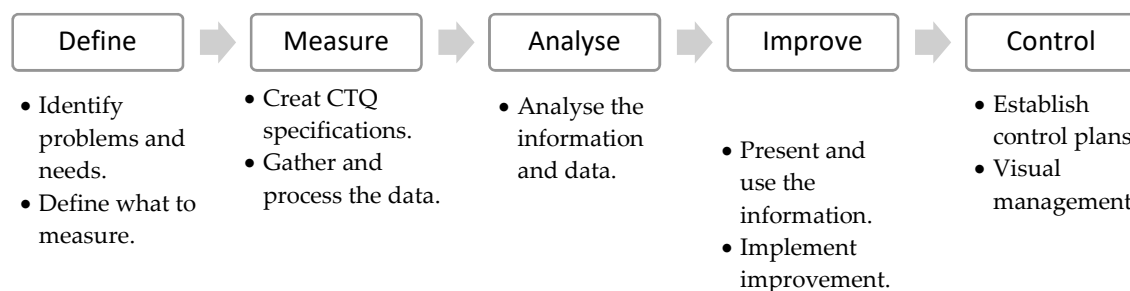 Define
Measure
Analyse
Improve
Control
• Identify
problems and
needs.
• Define what to
measure.
• Creat CTQ
specifications.
• Gather and
process the data.
• Analyse the
information
and data.
• Present and
use the
information.
• Implement
improvement.
• Establish
control plans
• Visual
management